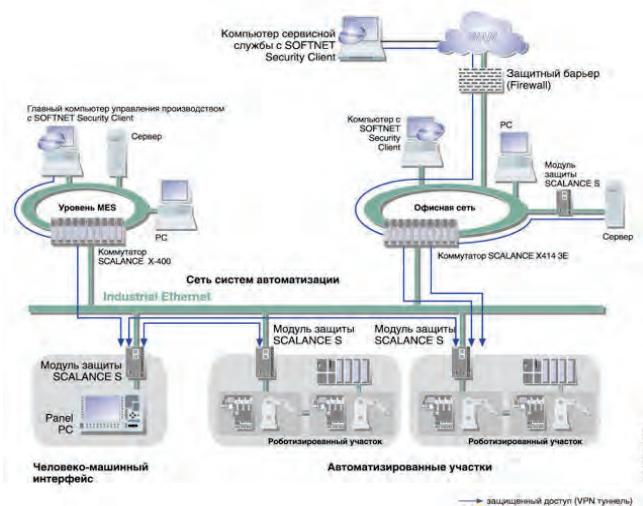 Компьютер сервисной
службы с SOFTNET
Security Client
WAN
Защитный барьер
(Firewall)
Главный компьютер управления производством
с SOFTNET Security Client
Сервер
Компьютер с
SOFTNET
Security
Client
PC
Модуль
защиты
SCALANCE S
Уровень MES
PC
Офисная сеть
Сервер
Коммутатор
SCALANCE X-400
Коммутатор SCALANCE X414 3E
Сеть систем автоматизации
Industrial Ethernet
Модуль защиты
SCALANCE S
Модуль защиты
SCALANCE S
Модуль защиты
SCALANCE S
Panel
PC
Роботизированный участок
Роботизированный участок
Человеко-машинный
интерфейс
Автоматизированные участки
защищенный доступ (VPN туннель)